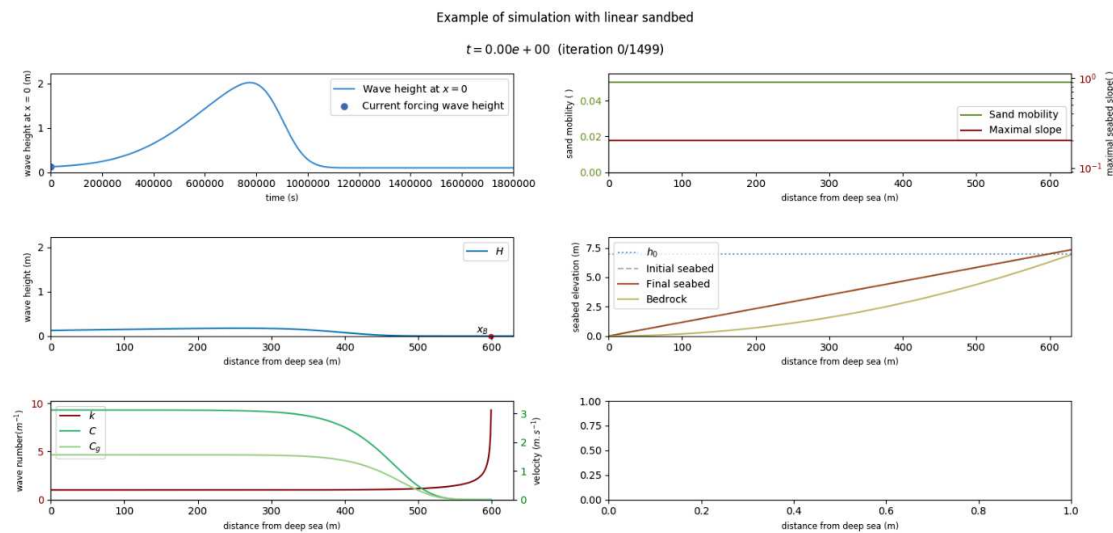 Example of simulation with linear sandbed
t = 0.00e + 00 (iteration 0/1499)
wave height at x = 0 (m)
2
1
0
Wave height at x = 0
Current forcing wave height
0 200000 400000 600000 800000 1000000 1200000 1400000 1600000 1800000
time (s)
sand mobility ( )
0.04
0.02
0.00
Sand mobility
Maximal slope
10⁰
10⁻¹
maximal seabed slope( )
0 100 200 300 400 500 600
distance from deep sea (m)
wave height (m)
2
1
0
H
x_B
0 100 200 300 400 500 600
distance from deep sea (m)
seabed elevation (m)
7.5
5.0
2.5
0.0
h₀
Initial seabed
Final seabed
Bedrock
0 100 200 300 400 500 600
distance from deep sea (m)
wave number(m⁻¹)
10
5
0
k
C
C_g
3
2
1
0
velocity (m.s⁻¹)
0 100 200 300 400 500 600
distance from deep sea (m)
1.00
0.75
0.50
0.25
0.00
0.0 0.2 0.4 0.6 0.8 1.0
distance from deep sea (m)